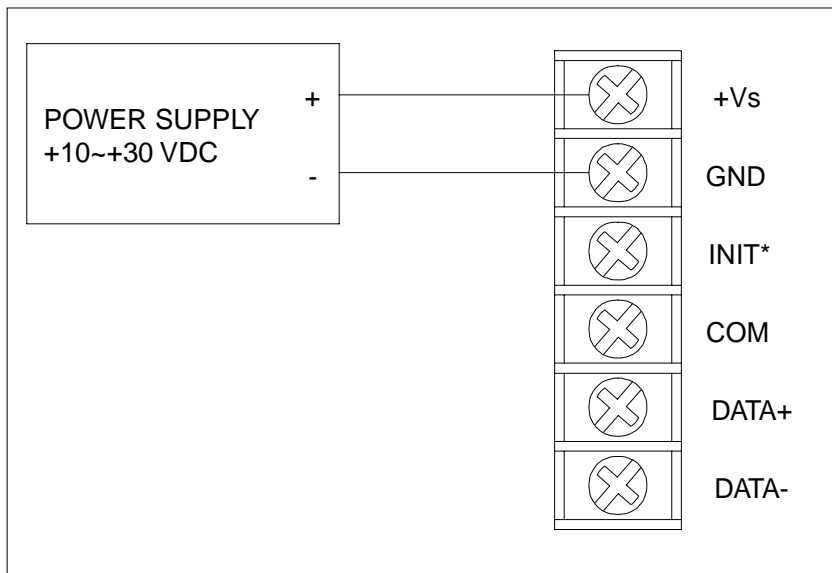 POWER SUPPLY
+10~+30 VDC
+
-
+Vs
GND
INIT*
COM
DATA+
DATA-